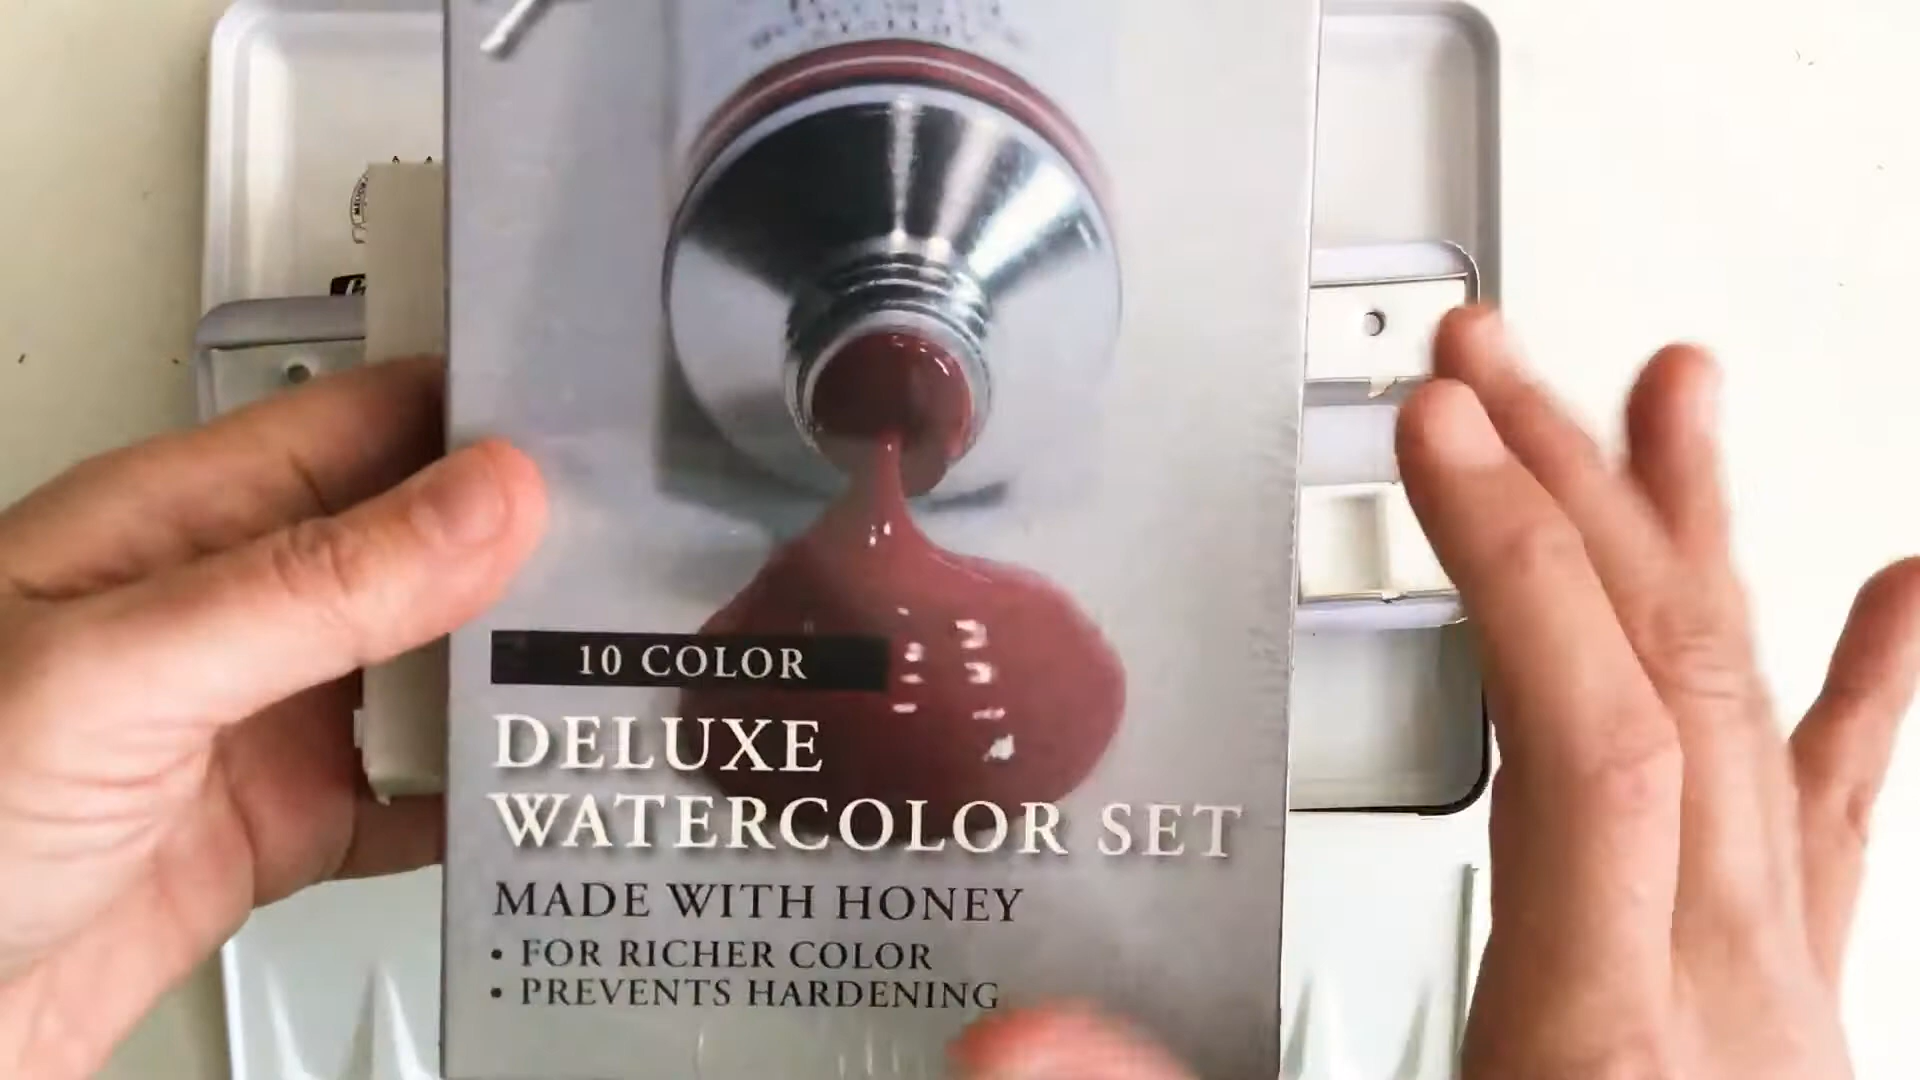 10 COLOR
DELUXE
WATERCOLOR SET
MADE WITH HONEY
• FOR RICHER COLOR
• PREVENTS HARDENING